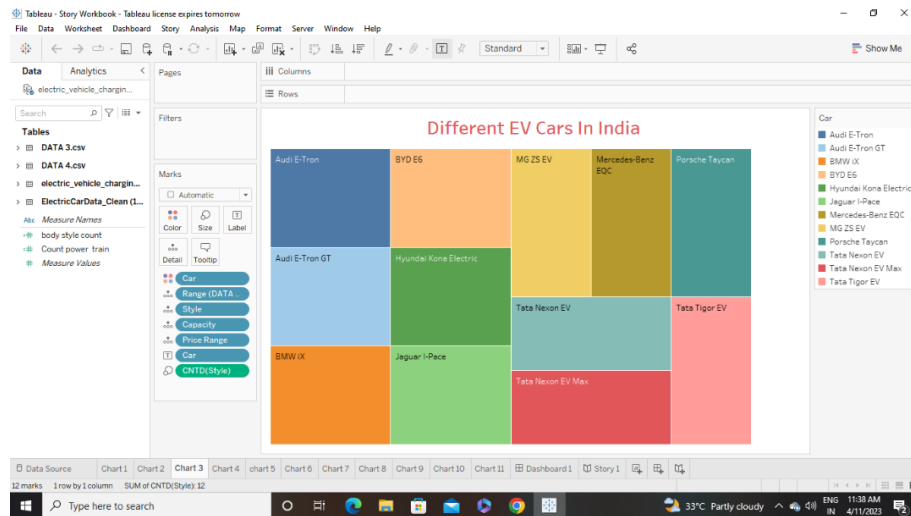 Tableau - Story Workbook - Tableau license expires tomorrow
File Data Worksheet Dashboard Story Analysis Map Format Server Window Help
Standard
Show Me
Data Analytics
electric_vehicle_chargin...
Search
Tables
DATA 3.csv
DATA 4.csv
electric_vehicle_chargin...
ElectricCarData_Clean (1...
Abc Measure Names
body style count
Count power train
Measure Values
Pages
Filters
Marks
Automatic
Color Size Label
Detail Tooltip
Car
Range (DATA ..
Style
Capacity
Price Range
Car
CNTD(Style)
Columns
Rows
Different EV Cars In India
Audi E-Tron
BYD E6
MG ZS EV
Mercedes-Benz
EQC
Porsche Taycan
Audi E-Tron GT
Hyundai Kona Electric
Tata Nexon EV
Tata Tigor EV
BMW iX
Jaguar I-Pace
Tata Nexon EV Max
Car
Audi E-Tron
Audi E-Tron GT
BMW iX
BYD E6
Hyundai Kona Electric
Jaguar I-Pace
Mercedes-Benz EQC
MG ZS EV
Porsche Taycan
Tata Nexon EV
Tata Nexon EV Max
Tata Tigor EV
Data Source Chart 1 Chart 2 Chart 3 Chart 4 chart 5 Chart 6 Chart 7 Chart 8 Chart 9 Chart 10 Chart 11 Dashboard 1 Story 1
12 marks 1 row by 1 column SUM of CNTD(Style): 12
Type here to search
33°C Partly cloudy
ENG
IN
11:38 AM
4/11/2023